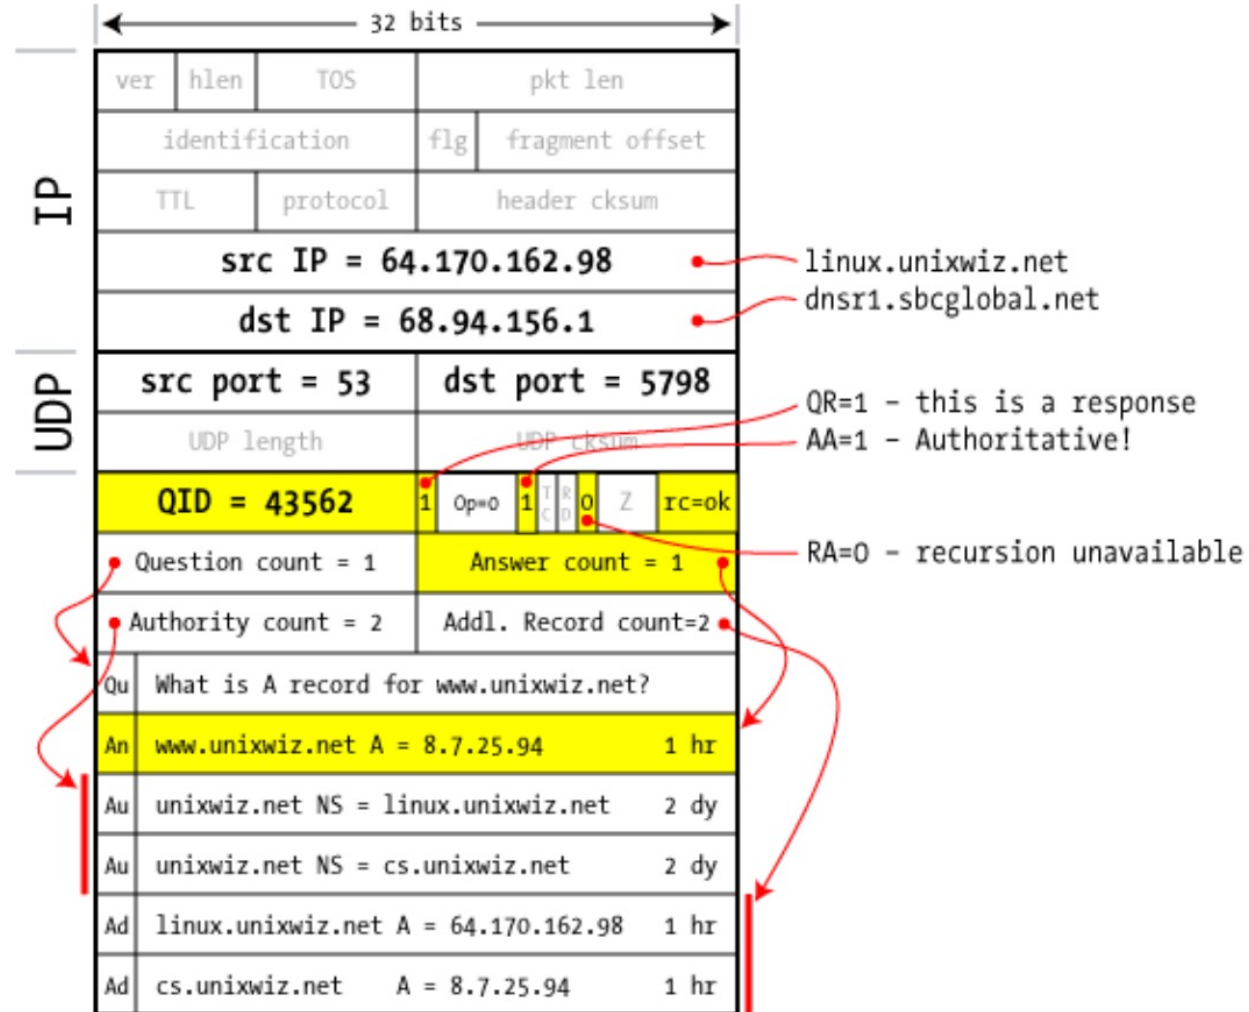 32 bits
ver hlen TOS pkt len
identification flg fragment offset
TTL protocol header cksum
IP
src IP = 64.170.162.98 linux.unixwiz.net
dst IP = 68.94.156.1 dnsr1.sbcglobal.net
UDP
src port = 53 dst port = 5798
QR=1 – this is a response
UDP length UDP cksum AA=1 – Authoritative!
QID = 43562 1 Op=0 1 TC RD 0 Z rc=ok
RA=0 – recursion unavailable
Question count = 1 Answer count = 1
Authority count = 2 Addl. Record count=2
Qu What is A record for www.unixwiz.net?
An www.unixwiz.net A = 8.7.25.94 1 hr
Au unixwiz.net NS = linux.unixwiz.net 2 dy
Au unixwiz.net NS = cs.unixwiz.net 2 dy
Ad linux.unixwiz.net A = 64.170.162.98 1 hr
Ad cs.unixwiz.net A = 8.7.25.94 1 hr